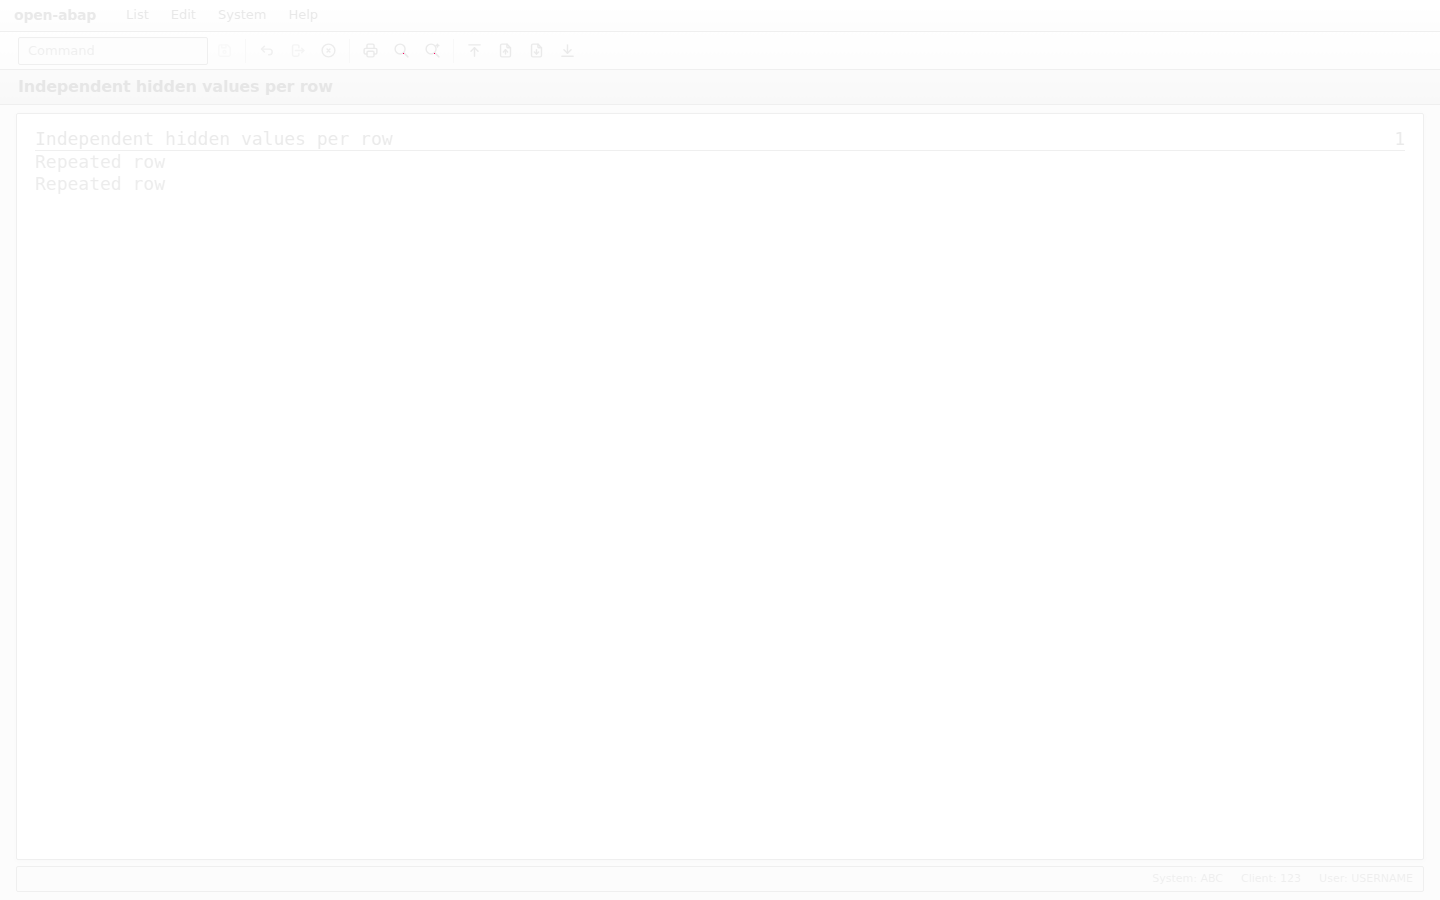 open-abap List Edit System Help
Command
Independent hidden values per row
Independent hidden values per row 1
Repeated row
Repeated row
System: ABC Client: 123 User: USERNAME